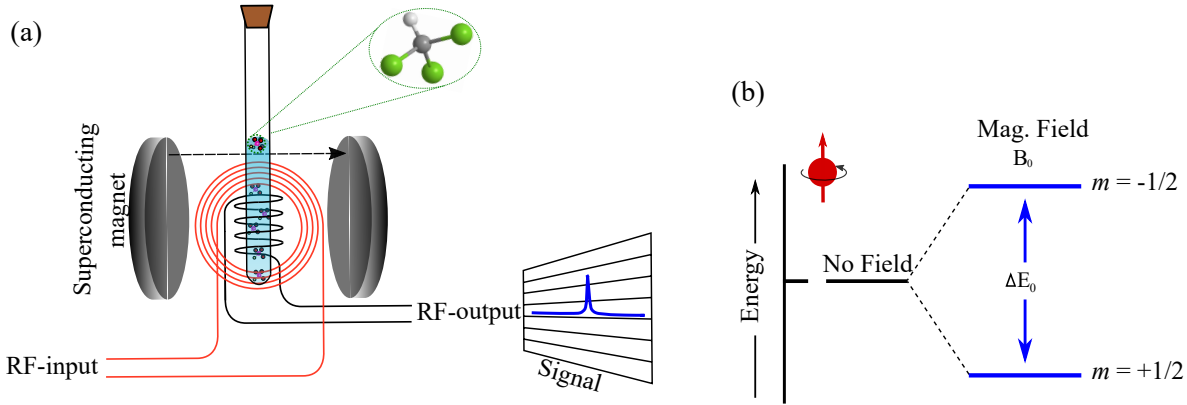 (a)
Superconducting
magnet
RF-output
RF-input
Signal
(b)
Mag. Field
B₀
m = -1/2
Energy
No Field
ΔE₀
m = +1/2